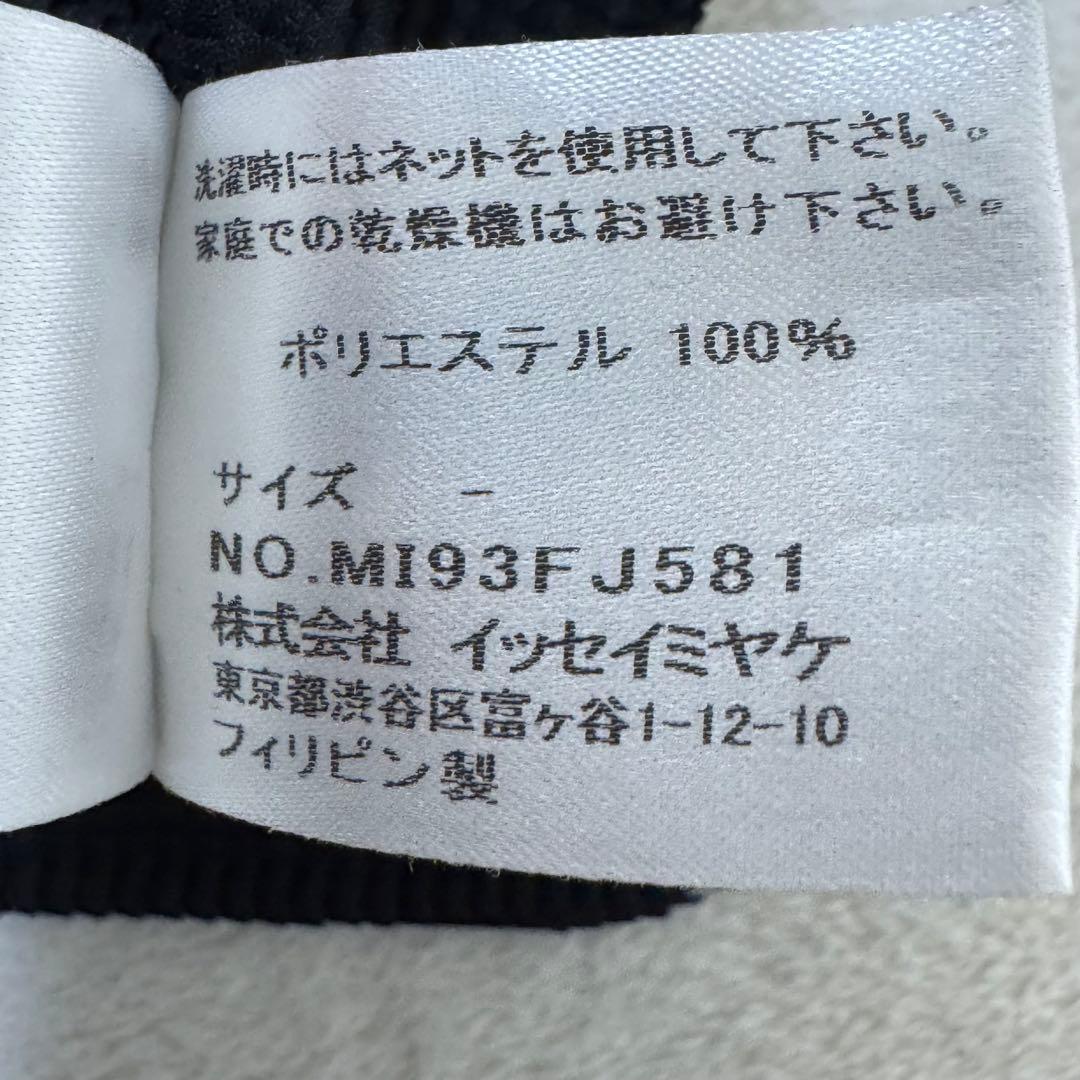 洗濯時にはネットを使用して下さい。
家庭での乾燥機はお避け下さい。
ポリエステル 100%
サイズ -
NO.MI93FJ581
株式会社 イッセイミヤケ
東京都渋谷区富ヶ谷1-12-10
フィリピン製